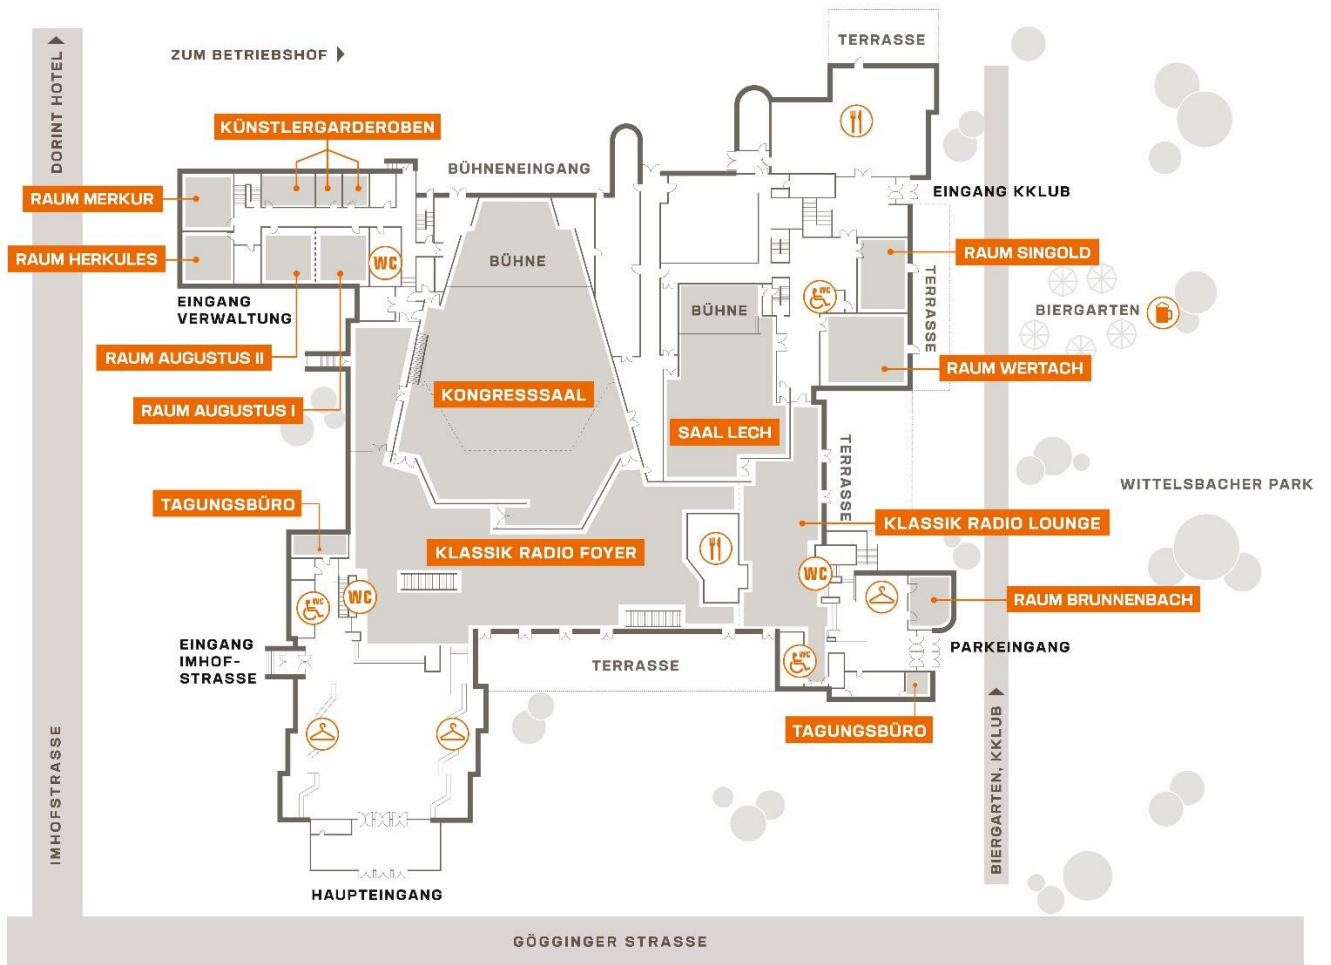 TERRASSE
DORINT HOTEL
ZUM BETRIEBSHOF
KÜNSTLERGARDEROBEN
BÜHNENEINGANG
RAUM MERKUR
EINGANG KKLUB
RAUM HERKULES
WC
BÜHNE
RAUM SINGOLD
TERRASSE
EINGANG
VERWALTUNG
WC
BÜHNE
BIERGARTEN
RAUM AUGUSTUS II
RAUM WERTACH
RAUM AUGUSTUS I
KONGRESSSAAL
SAAL LECH
TERRASSE
WITTELSBACHER PARK
TAGUNGSBÜRO
KLASSIK RADIO LOUNGE
KLASSIK RADIO FOYER
WC
WC
WC
RAUM BRUNNENBACH
EINGANG
IMHOF-
STRASSE
TERRASSE
WC
PARKEINGANG
TAGUNGSBÜRO
IMHOFSTRASSE
BIERGARTEN, KKLUB
HAUPTEINGANG
GÖGGINGER STRASSE